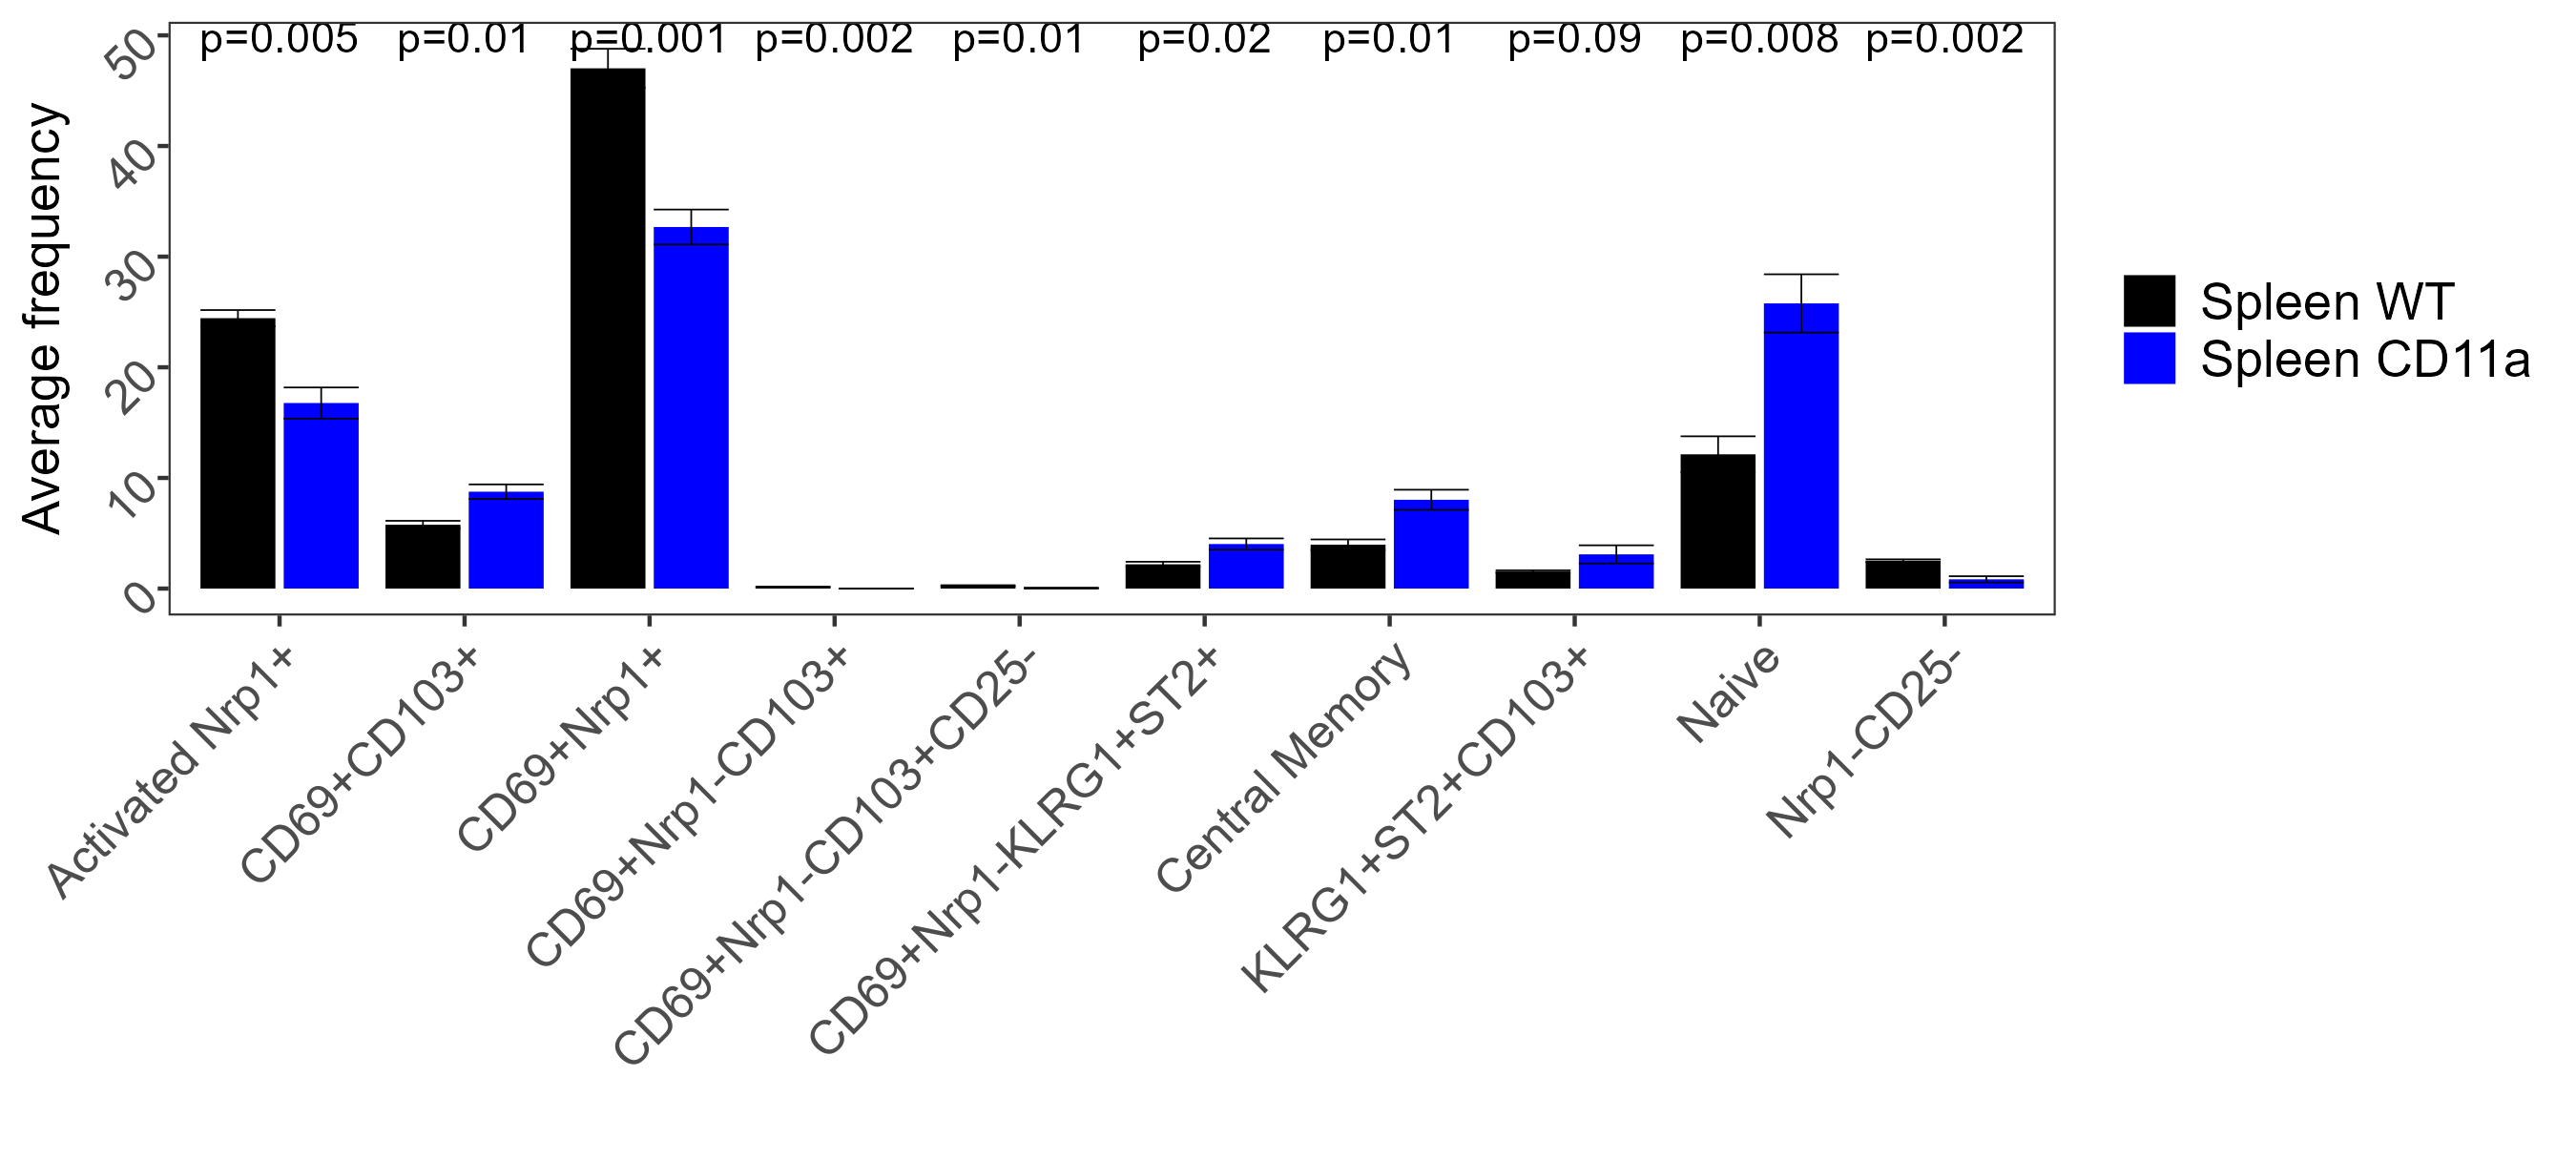 p=0.005 p=0.01 p=0.001 p=0.002 p=0.01 p=0.02 p=0.01 p=0.09 p=0.008 p=0.002
Average frequency
50
40
30
20
10
0
Activated Nrp1+
CD69+CD103+
CD69+Nrp1+
CD69+Nrp1-CD103+
CD69+Nrp1-CD103+CD25-
CD69+Nrp1-KLRG1+ST2+
Central Memory
KLRG1+ST2+CD103+
Naive
Nrp1-CD25-
Spleen WT
Spleen CD11a